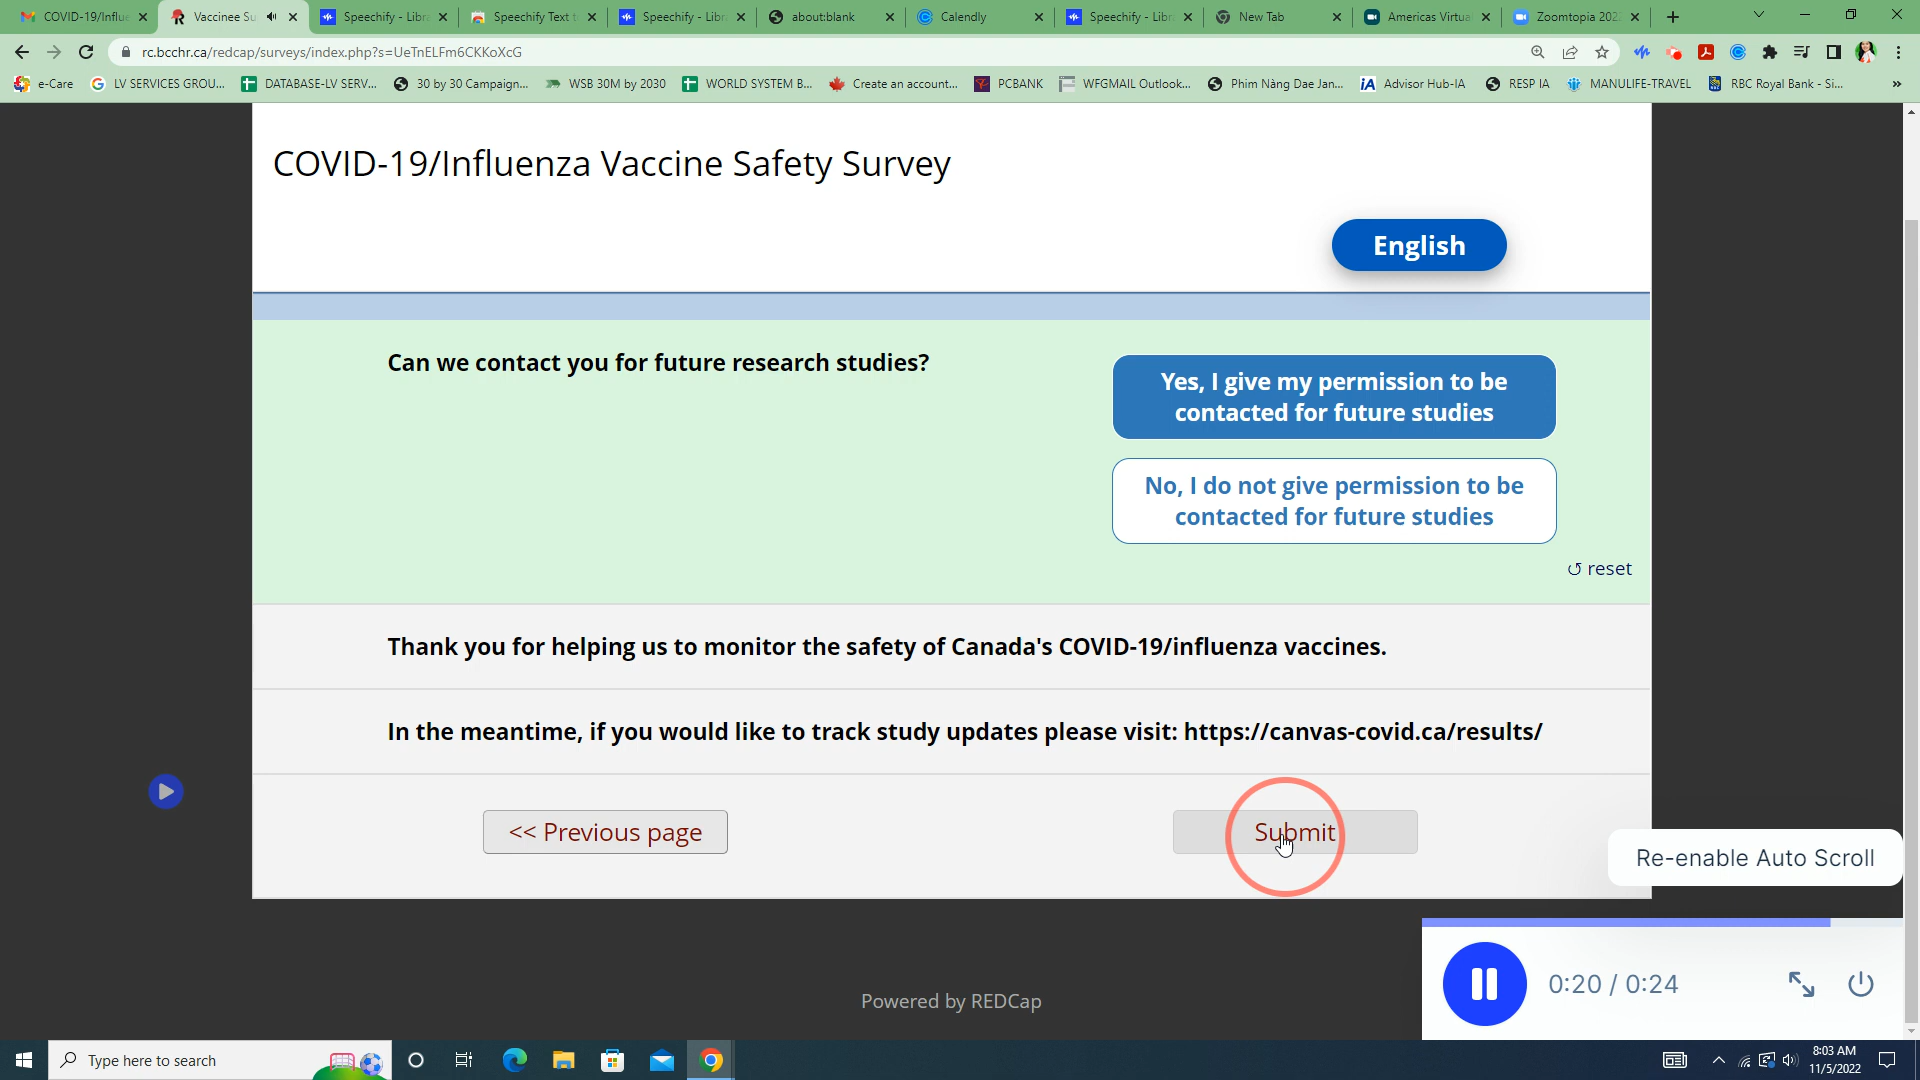 COVID-19/Influe
Vaccinee Su
Speechify - Libra
Speechify Text t
Speechify - Libra
about:blank
Calendly
Speechify - Libra
New Tab
Americas Virtua
Zoomtopia 202
rc.bcchr.ca/redcap/surveys/index.php?s=UeTnELFm6CKKoXcG
e-Care
LV SERVICES GROU...
DATABASE-LV SERV...
30 by 30 Campaign...
WSB 30M by 2030
WORLD SYSTEM B...
Create an account...
PCBANK
WFGMAIL Outlook...
Phim Nàng Dae Jan...
iA Advisor Hub-IA
RESP IA
MANULIFE-TRAVEL
RBC Royal Bank - Si...
»
COVID-19/Influenza Vaccine Safety Survey
English
Can we contact you for future research studies?
Yes, I give my permission to be
contacted for future studies
No, I do not give permission to be
contacted for future studies
reset
Thank you for helping us to monitor the safety of Canada's COVID-19/influenza vaccines.
In the meantime, if you would like to track study updates please visit: https://canvas-covid.ca/results/
<< Previous page
Submit
Re-enable Auto Scroll
0:20 / 0:24
Powered by REDCap
Type here to search
8:03 AM
11/5/2022